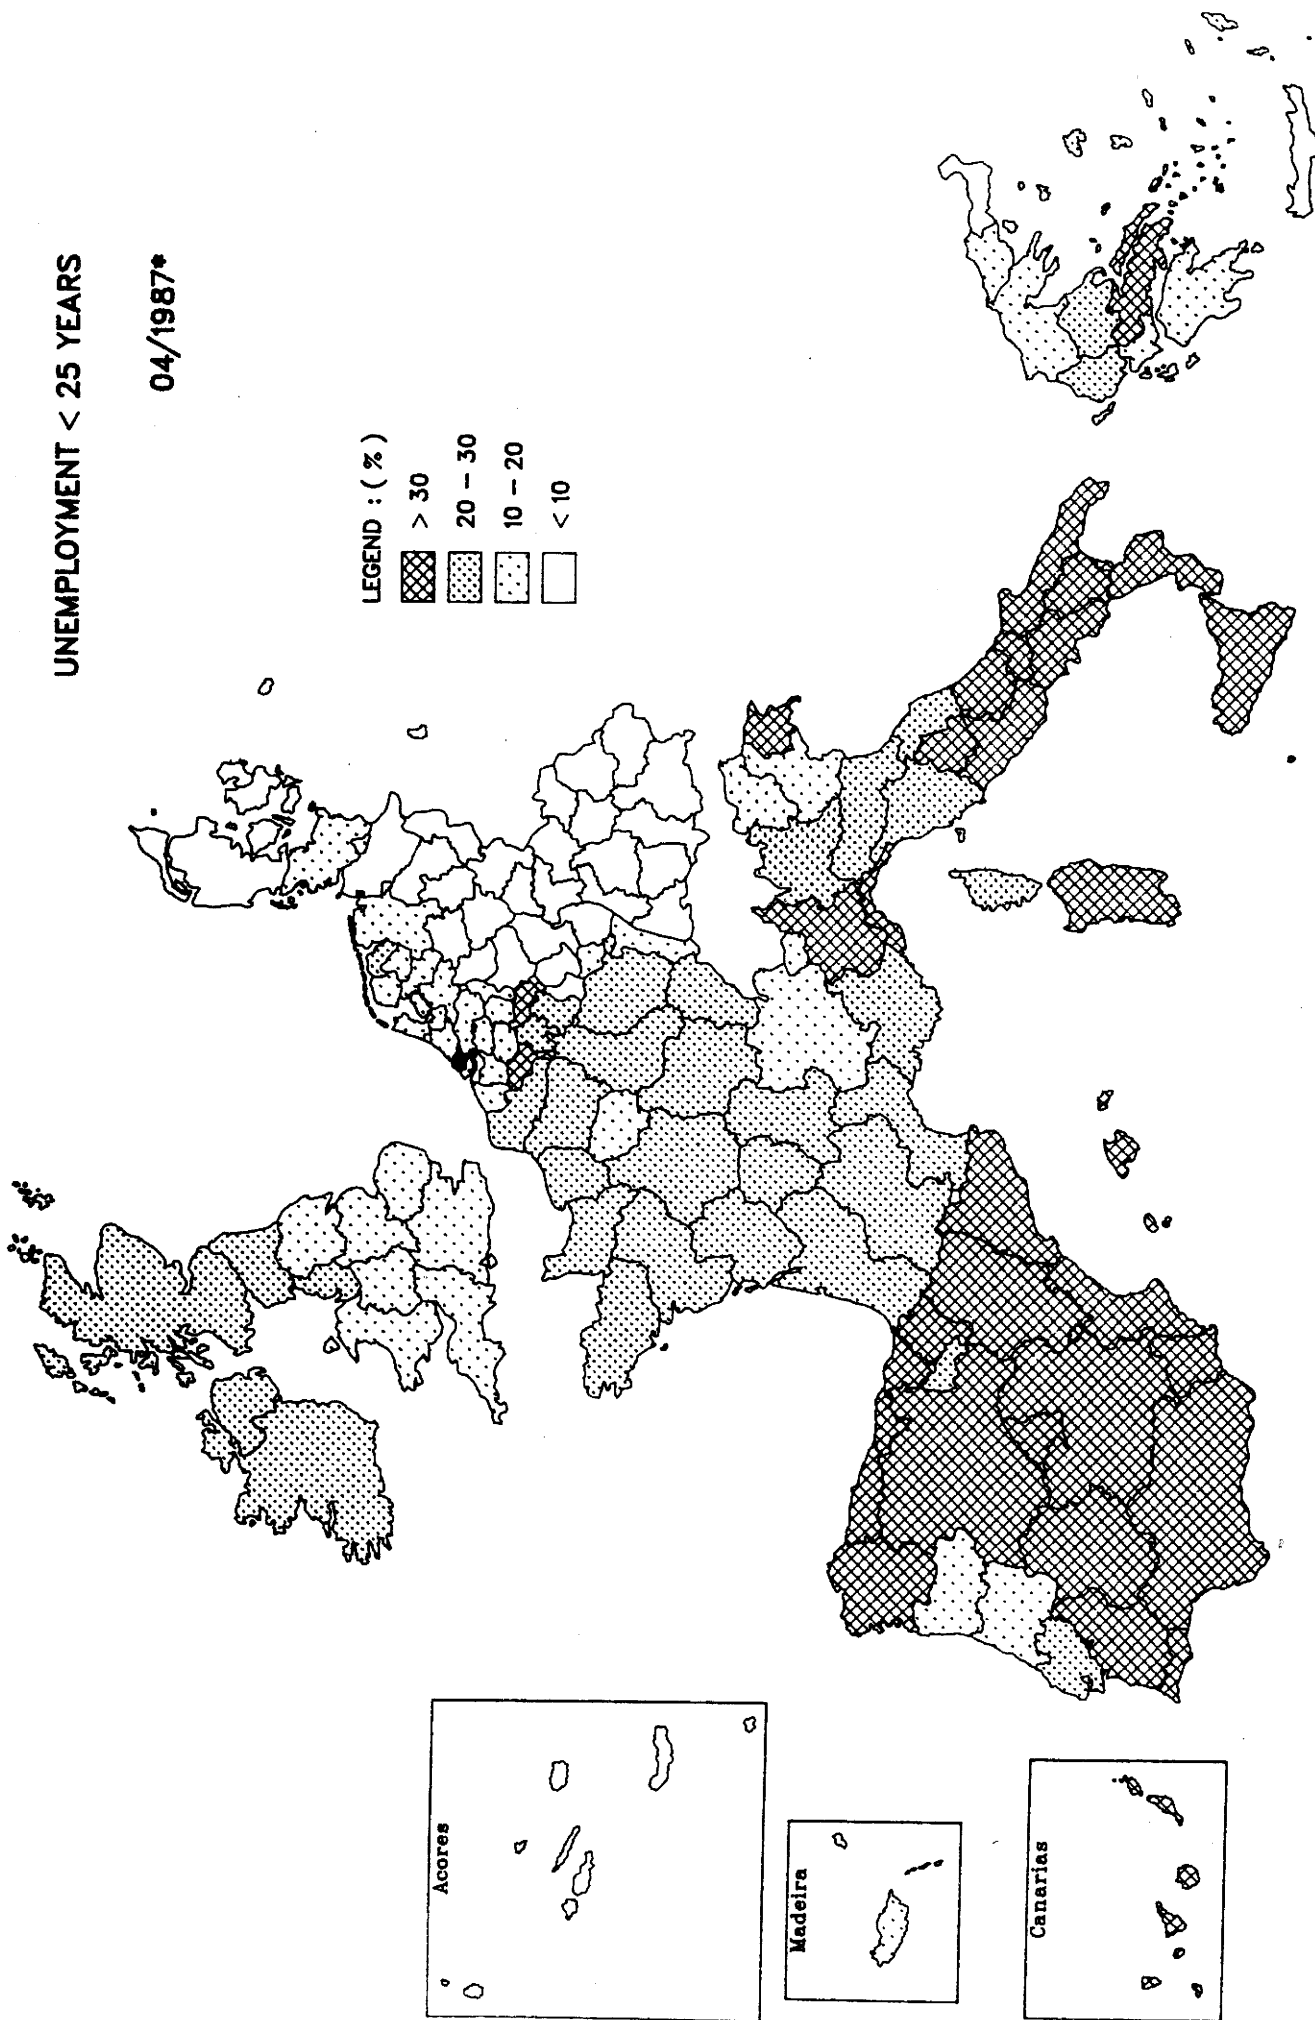 UNEMPLOYMENT < 25 YEARS
04/1987*
LEGEND : ( % )
> 30
20 - 30
10 - 20
< 10
Acores
Madeira
Canarias